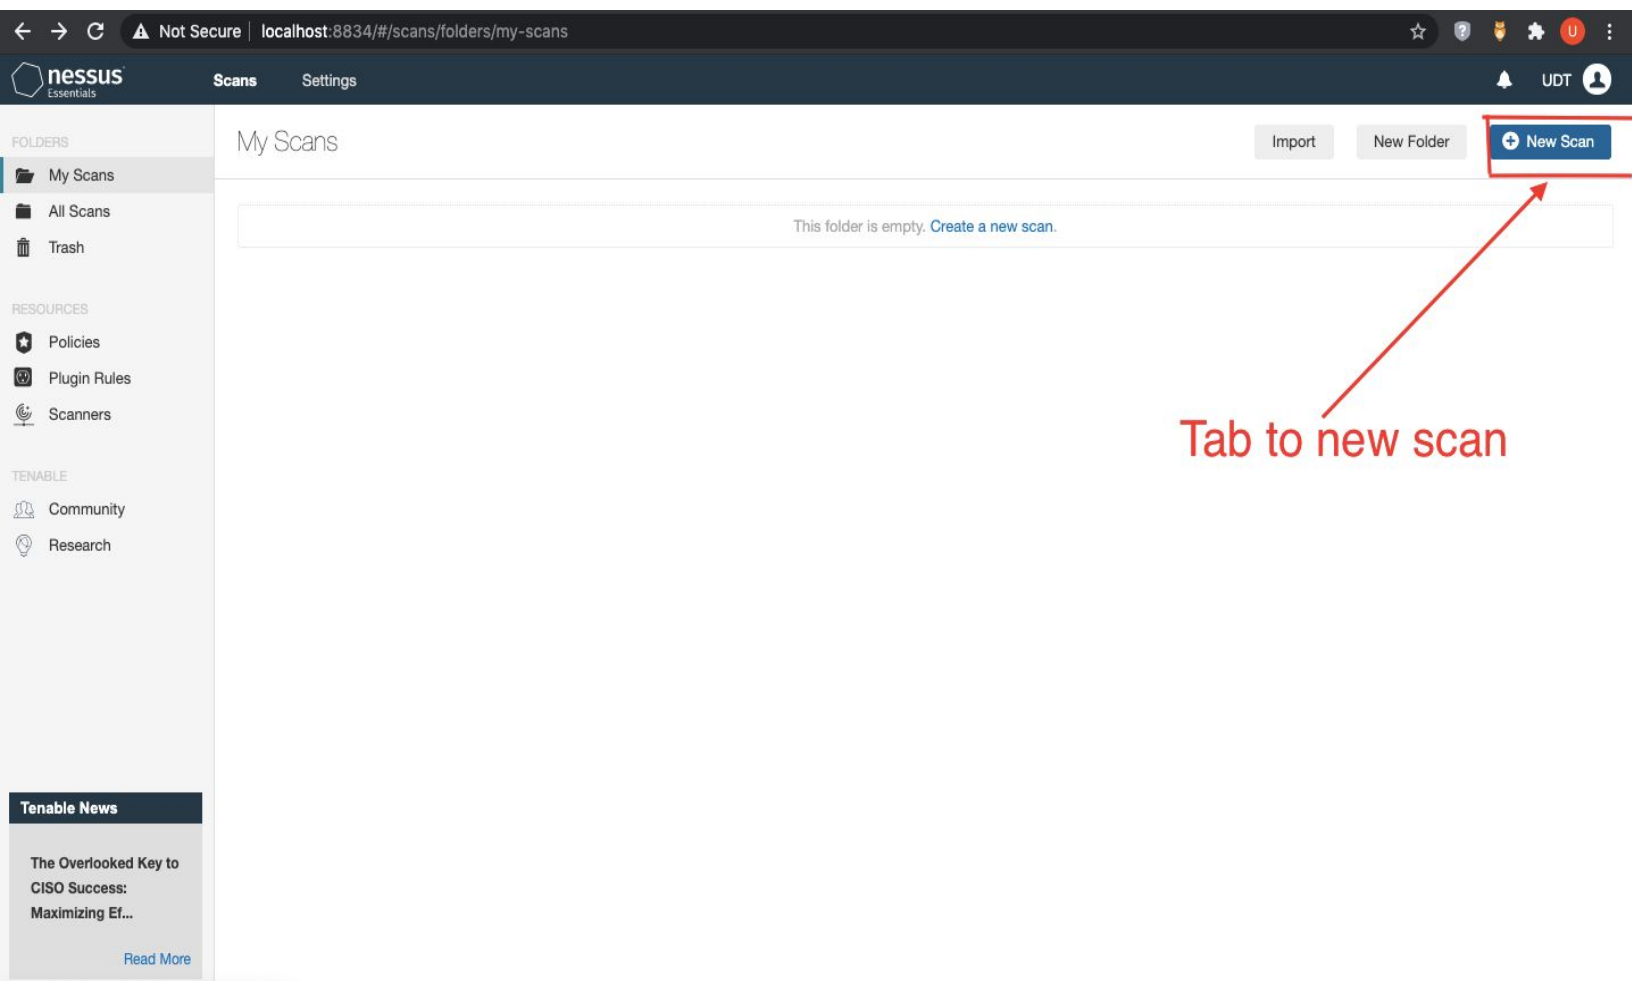 Not Secure | localhost:8834/#/scans/folders/my-scans
U
nessus
Essentials
Scans
Settings
UDT
FOLDERS
My Scans
All Scans
Trash
RESOURCES
Policies
Plugin Rules
Scanners
TENABLE
Community
Research
My Scans
Import
New Folder
New Scan
This folder is empty. Create a new scan.
Tab to new scan
Tenable News
The Overlooked Key to
CISO Success:
Maximizing Ef...
Read More